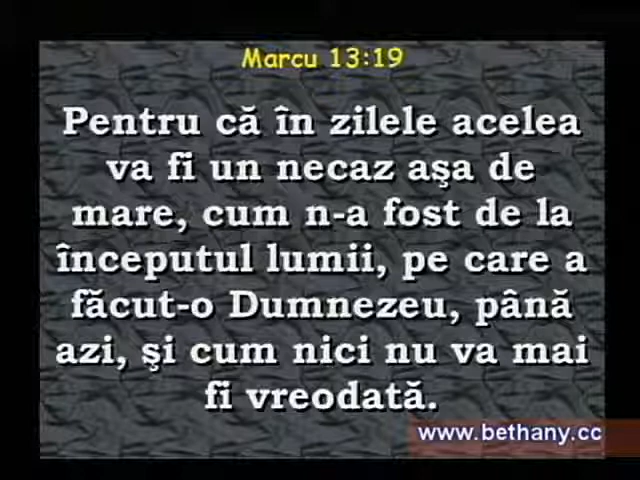 Marcu 13:19
Pentru că în zilele acelea
va fi un necaz aşa de
mare, cum n-a fost de la
începutul lumii, pe care a
făcut-o Dumnezeu, până
azi, şi cum nici nu va mai
fi vreodată.
www.bethany.cc